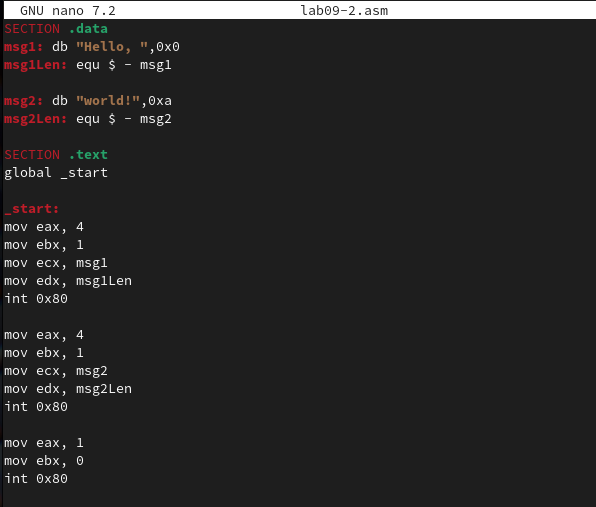 GNU nano 7.2 lab09-2.asm
SECTION .data
msg1: db "Hello, ",0x0
msg1Len: equ $ - msg1
msg2: db "world!",0xa
msg2Len: equ $ - msg2
SECTION .text
global _start
_start:
mov eax, 4
mov ebx, 1
mov ecx, msg1
mov edx, msg1Len
int 0x80
mov eax, 4
mov ebx, 1
mov ecx, msg2
mov edx, msg2Len
int 0x80
mov eax, 1
mov ebx, 0
int 0x80